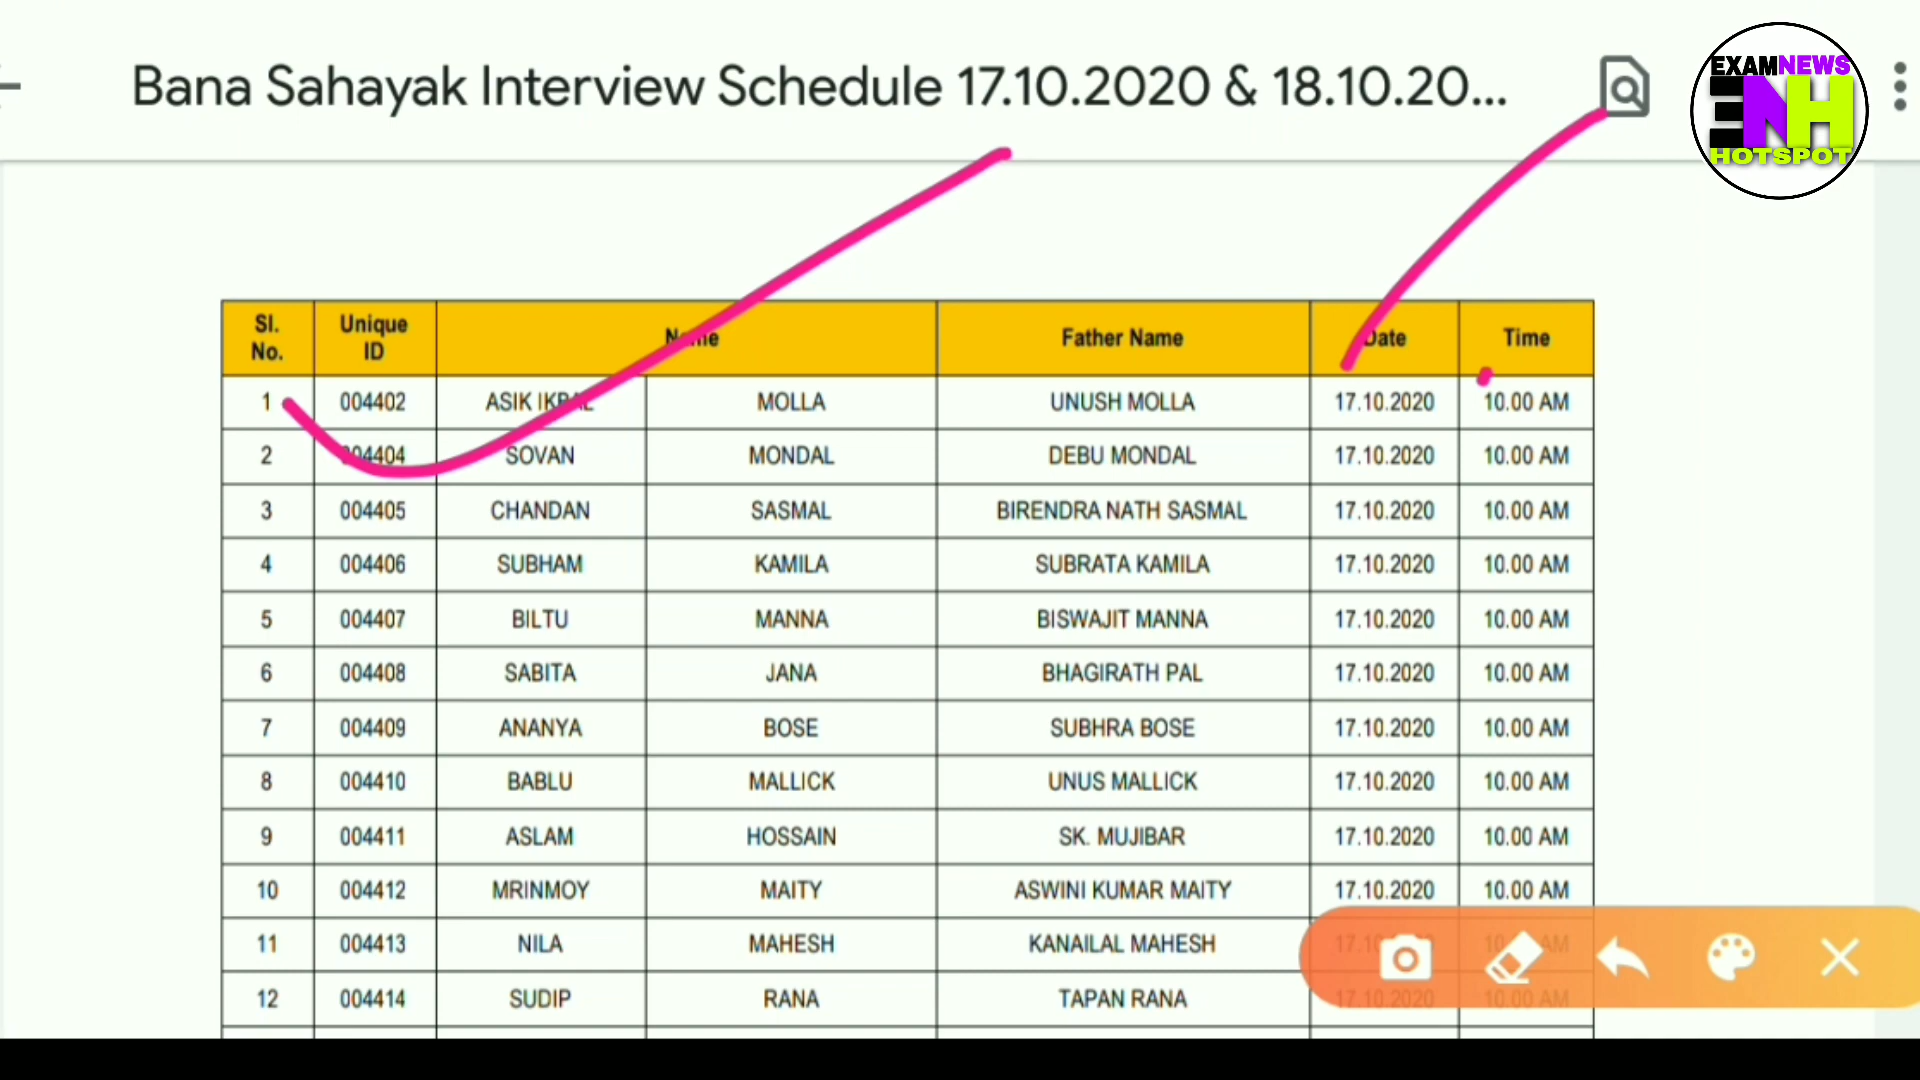 Bana Sahayak Interview Schedule 17.10.2020 & 18.10.20...
EXAMNEWS
ENH
HOTSPOT
Sl. No. Unique ID Name Father Name Date Time
1 004402 ASIK IKBAL MOLLA UNUSH MOLLA 17.10.2020 10.00 AM
2 004404 SOVAN MONDAL DEBU MONDAL 17.10.2020 10.00 AM
3 004405 CHANDAN SASMAL BIRENDRA NATH SASMAL 17.10.2020 10.00 AM
4 004406 SUBHAM KAMILA SUBRATA KAMILA 17.10.2020 10.00 AM
5 004407 BILTU MANNA BISWAJIT MANNA 17.10.2020 10.00 AM
6 004408 SABITA JANA BHAGIRATH PAL 17.10.2020 10.00 AM
7 004409 ANANYA BOSE SUBHRA BOSE 17.10.2020 10.00 AM
8 004410 BABLU MALLICK UNUS MALLICK 17.10.2020 10.00 AM
9 004411 ASLAM HOSSAIN SK. MUJIBAR 17.10.2020 10.00 AM
10 004412 MRINMOY MAITY ASWINI KUMAR MAITY 17.10.2020 10.00 AM
11 004413 NILA MAHESH KANAILAL MAHESH
12 004414 SUDIP RANA TAPAN RANA 17.10.2020 10.00 AM